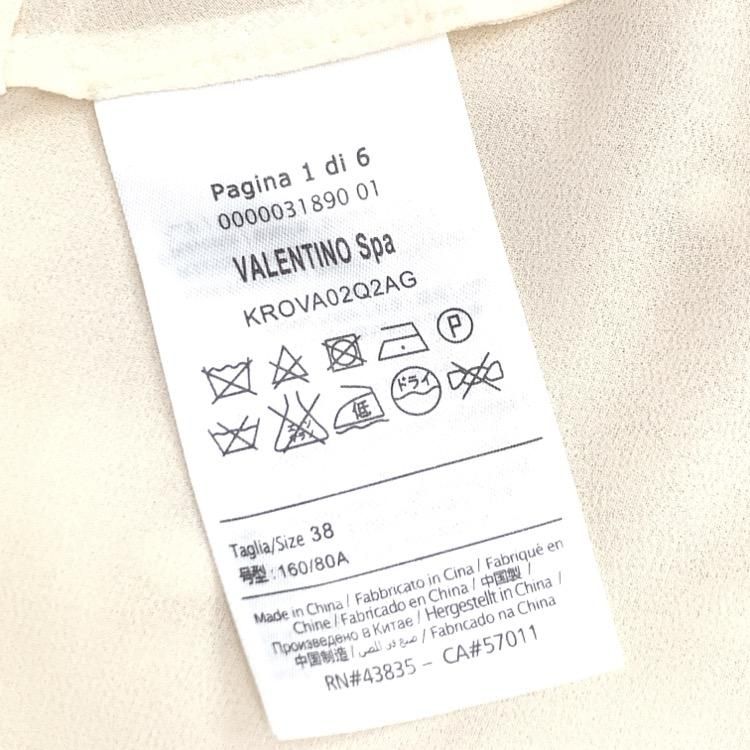 Pagina 1 di 6
0000031890 01
VALENTINO Spa
KROVA02Q2AG
P
低 ドライ
Taglia/Size 38
号型:160/80A
Made in China / Fabbricato in Cina / Fabriqué en
Chine / Fabricado en China / 中国製 /
Произведено в Китае / Hergestellt in China /
中国制造 / صنع في / Fabricado na China
RN#43835 – CA#57011